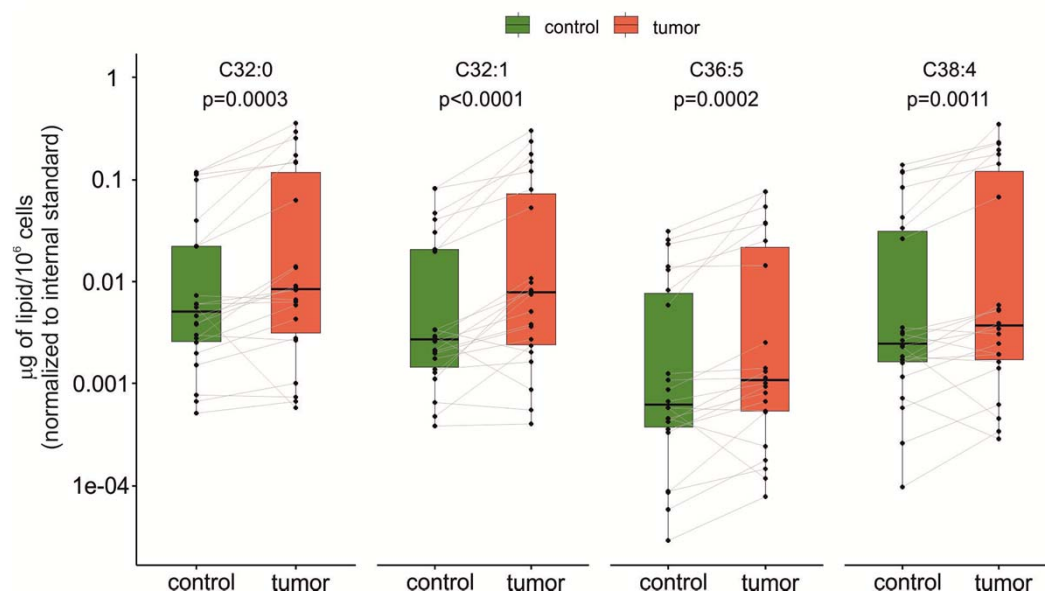 control tumor
C32:0 C32:1 C36:5 C38:4
p=0.0003 p<0.0001 p=0.0002 p=0.0011
1
0.1
0.01
0.001
1e-04
µg of lipid/10⁶ cells
(normalized to internal standard)
control tumor control tumor control tumor control tumor